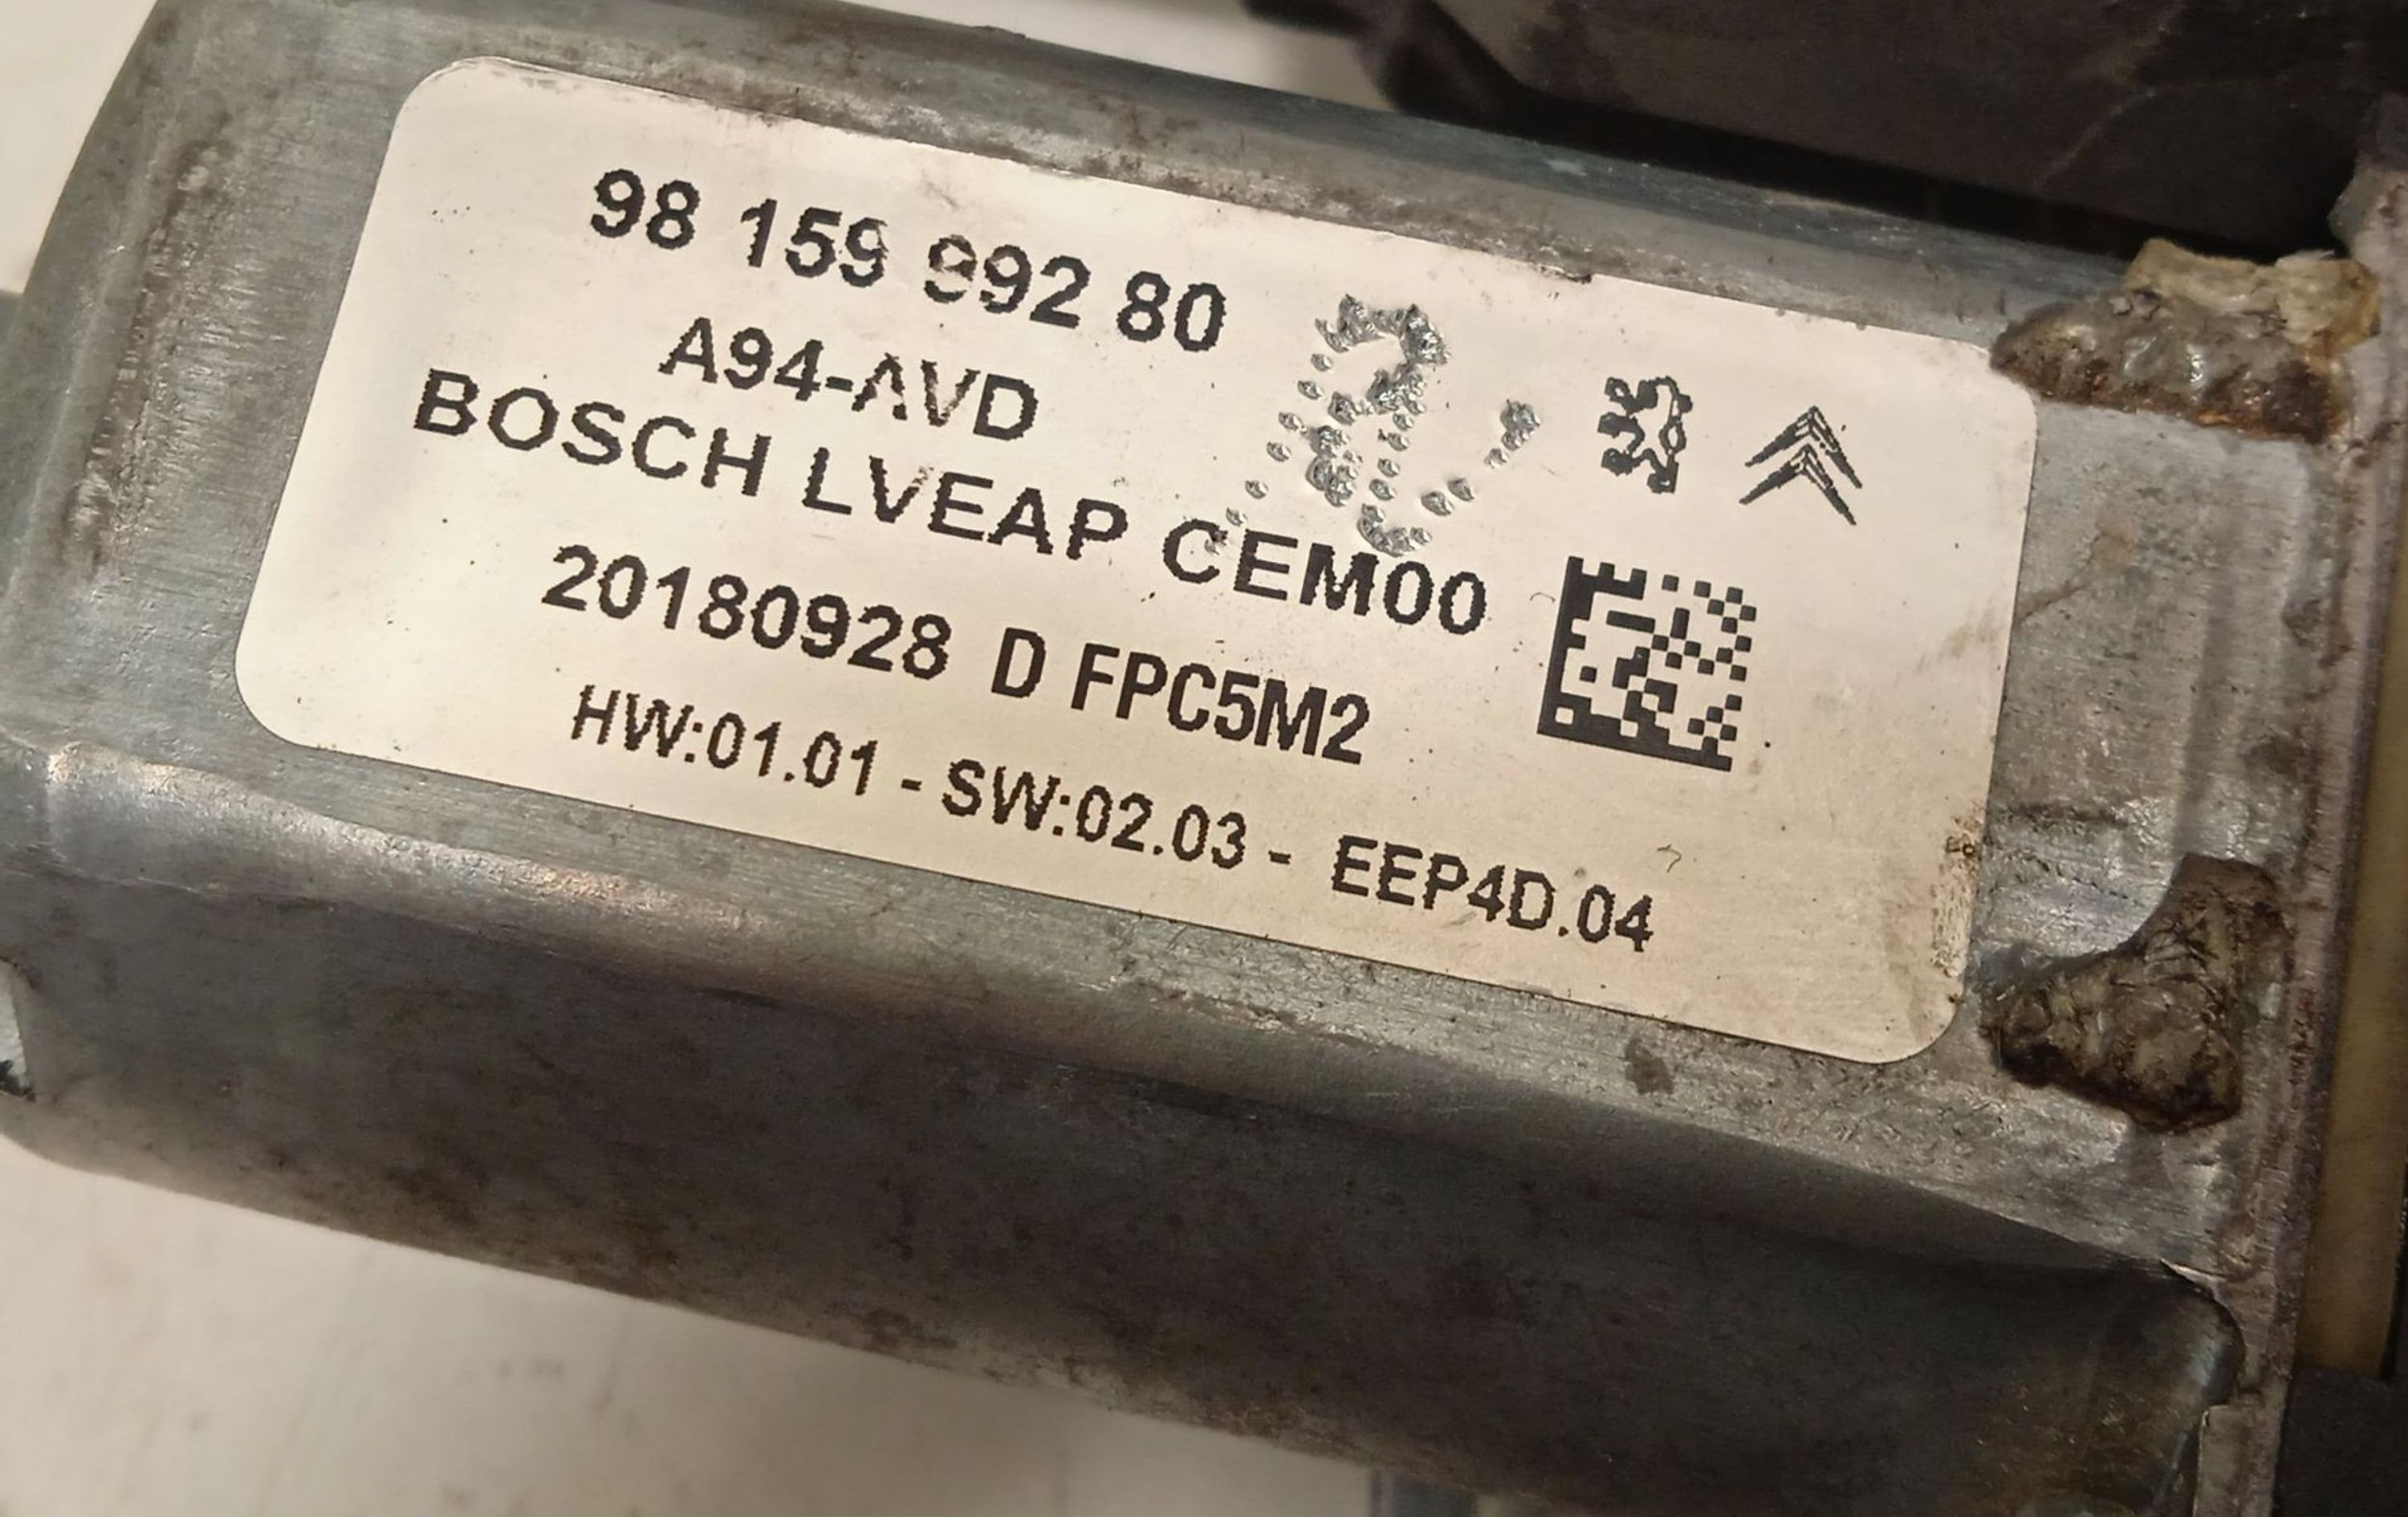 98 159 992 80
A94-AVD
BOSCH LVEAP CEM00
20180928 D FPC5M2
HW:01.01 - SW:02.03 - EEP4D.04